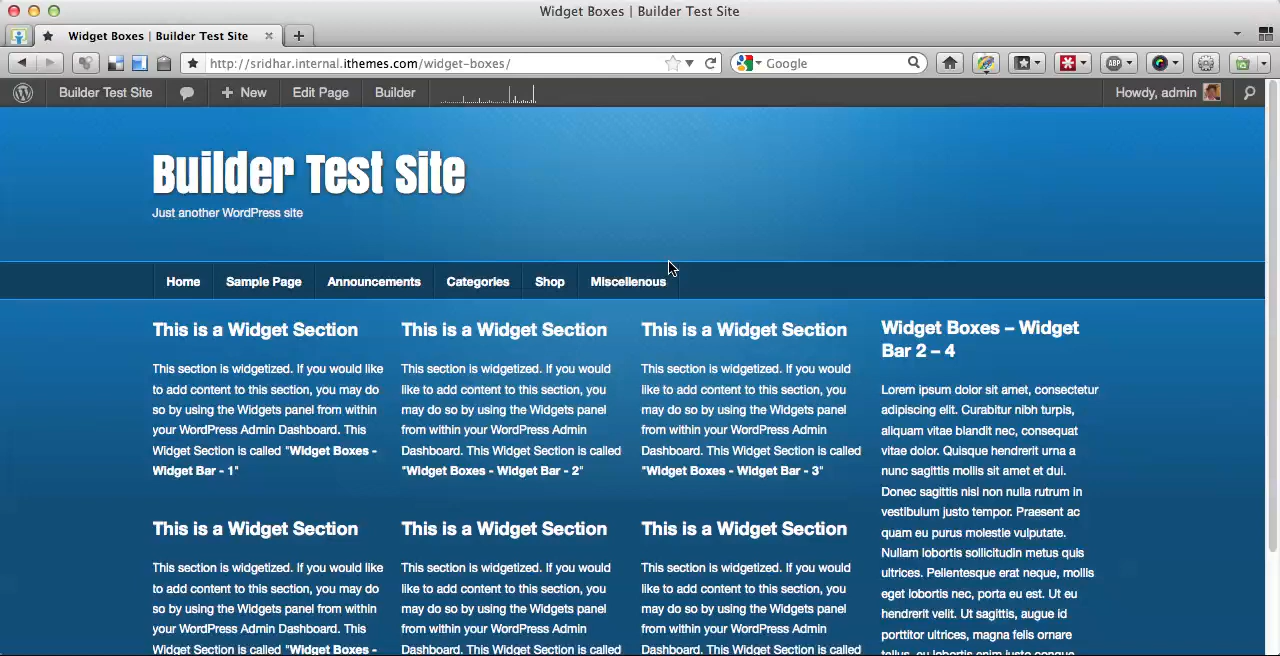 Widget Boxes | Builder Test Site
Widget Boxes | Builder Test Site
http://sridhar.internal.ithemes.com/widget-boxes/
Google
ABP
Builder Test Site
New
Edit Page
Builder
Howdy, admin
Builder Test Site
Just another WordPress site
Home
Sample Page
Announcements
Categories
Shop
Miscellenous
This is a Widget Section
This section is widgetized. If you would like
to add content to this section, you may do
so by using the Widgets panel from within
your WordPress Admin Dashboard. This
Widget Section is called "Widget Boxes -
Widget Bar - 1"
This is a Widget Section
This section is widgetized. If you would
like to add content to this section, you
may do so by using the Widgets panel
from within your WordPress Admin
Dashboard. This Widget Section is called
"Widget Boxes - Widget Bar - 2"
This is a Widget Section
This section is widgetized. If you would
like to add content to this section, you
may do so by using the Widgets panel
from within your WordPress Admin
Dashboard. This Widget Section is called
"Widget Boxes - Widget Bar - 3"
Widget Boxes – Widget
Bar 2 – 4
Lorem ipsum dolor sit amet, consectetur
adipiscing elit. Curabitur nibh turpis,
aliquam vitae blandit nec, consequat
vitae dolor. Quisque hendrerit urna a
nunc sagittis mollis sit amet et dui.
Donec sagittis nisi non nulla rutrum in
vestibulum justo tempor. Praesent ac
quam eu purus molestie vulputate.
Nullam lobortis sollicitudin metus quis
ultrices. Pellentesque erat neque, mollis
eget lobortis nec, porta eu est. Ut eu
hendrerit velit. Ut sagittis, augue id
porttitor ultrices, magna felis ornare
tellus, eu lobortis enim justo congue
This is a Widget Section
This section is widgetized. If you would like
to add content to this section, you may do
so by using the Widgets panel from within
your WordPress Admin Dashboard. This
Widget Section is called "Widget Boxes -
This is a Widget Section
This section is widgetized. If you would
like to add content to this section, you
may do so by using the Widgets panel
from within your WordPress Admin
Dashboard. This Widget Section is called
This is a Widget Section
This section is widgetized. If you would
like to add content to this section, you
may do so by using the Widgets panel
from within your WordPress Admin
Dashboard. This Widget Section is called